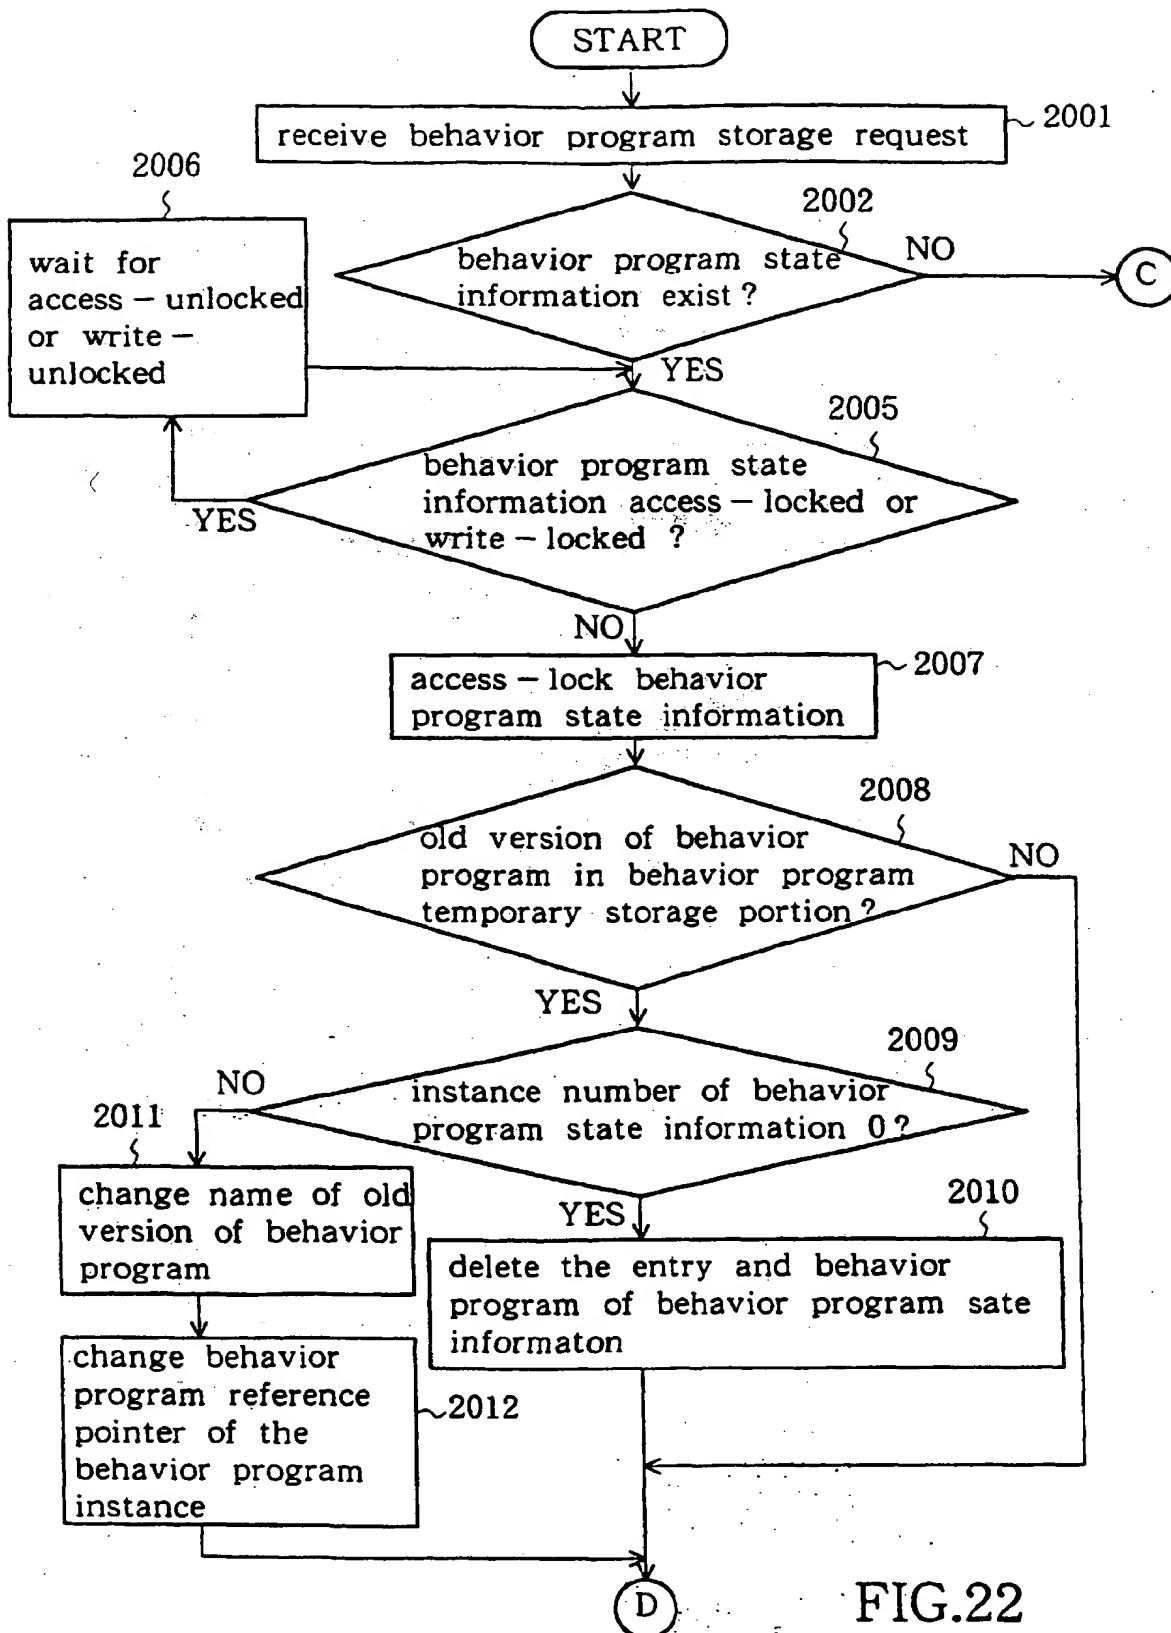 START
receive behavior program storage request
2001
2006
2002
wait for
access – unlocked
or write –
unlocked
behavior program state
information exist ?
NO
C
YES
2005
behavior program state
information access – locked or
write – locked ?
YES
NO
2007
access – lock behavior
program state information
2008
old version of behavior
program in behavior program
temporary storage portion ?
NO
YES
2009
NO
instance number of behavior
program state information 0 ?
2011
change name of old
version of behavior
program
YES
2010
delete the entry and behavior
program of behavior program sate
informaton
change behavior
program reference
pointer of the
behavior program
instance
2012
D
FIG.22